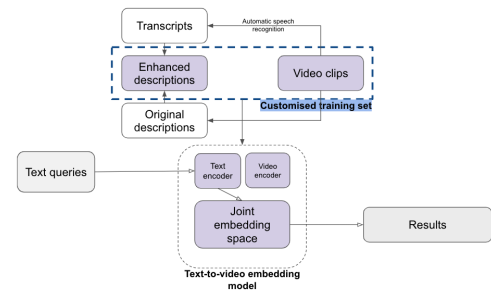 Transcripts
Automatic speech
recognition
Enhanced
descriptions
Video clips
Customised training set
Original
descriptions
Text queries
Text
encoder
Video
encoder
Joint
embedding
space
Results
Text-to-video embedding
model